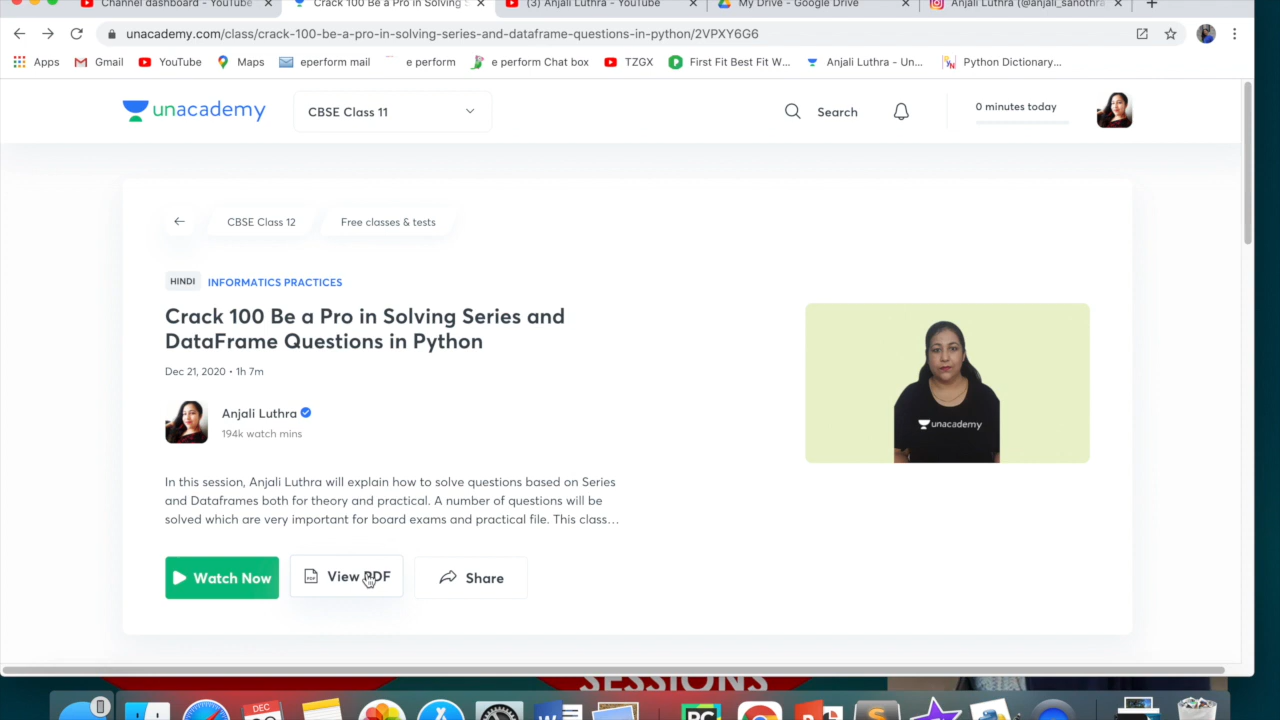 Channel dashboard - YouTube
Crack 100 Be a Pro in Solving S
(3) Anjali Luthra - YouTube
My Drive - Google Drive
Anjali Luthra (@anjali_sanothra
unacademy.com/class/crack-100-be-a-pro-in-solving-series-and-dataframe-questions-in-python/2VPXY6G6
Apps
Gmail
YouTube
Maps
eperform mail
e perform
e perform Chat box
TZGX
First Fit Best Fit W...
Anjali Luthra - Un...
Python Dictionary...
unacademy
CBSE Class 11
Search
0 minutes today
CBSE Class 12
Free classes & tests
HINDI
INFORMATICS PRACTICES
Crack 100 Be a Pro in Solving Series and
DataFrame Questions in Python
Dec 21, 2020 • 1h 7m
Anjali Luthra
194k watch mins
unacademy
In this session, Anjali Luthra will explain how to solve questions based on Series
and Dataframes both for theory and practical. A number of questions will be
solved which are very important for board exams and practical file. This class...
Watch Now
PDF
View PDF
Share
SESSIONS
DEC
PC